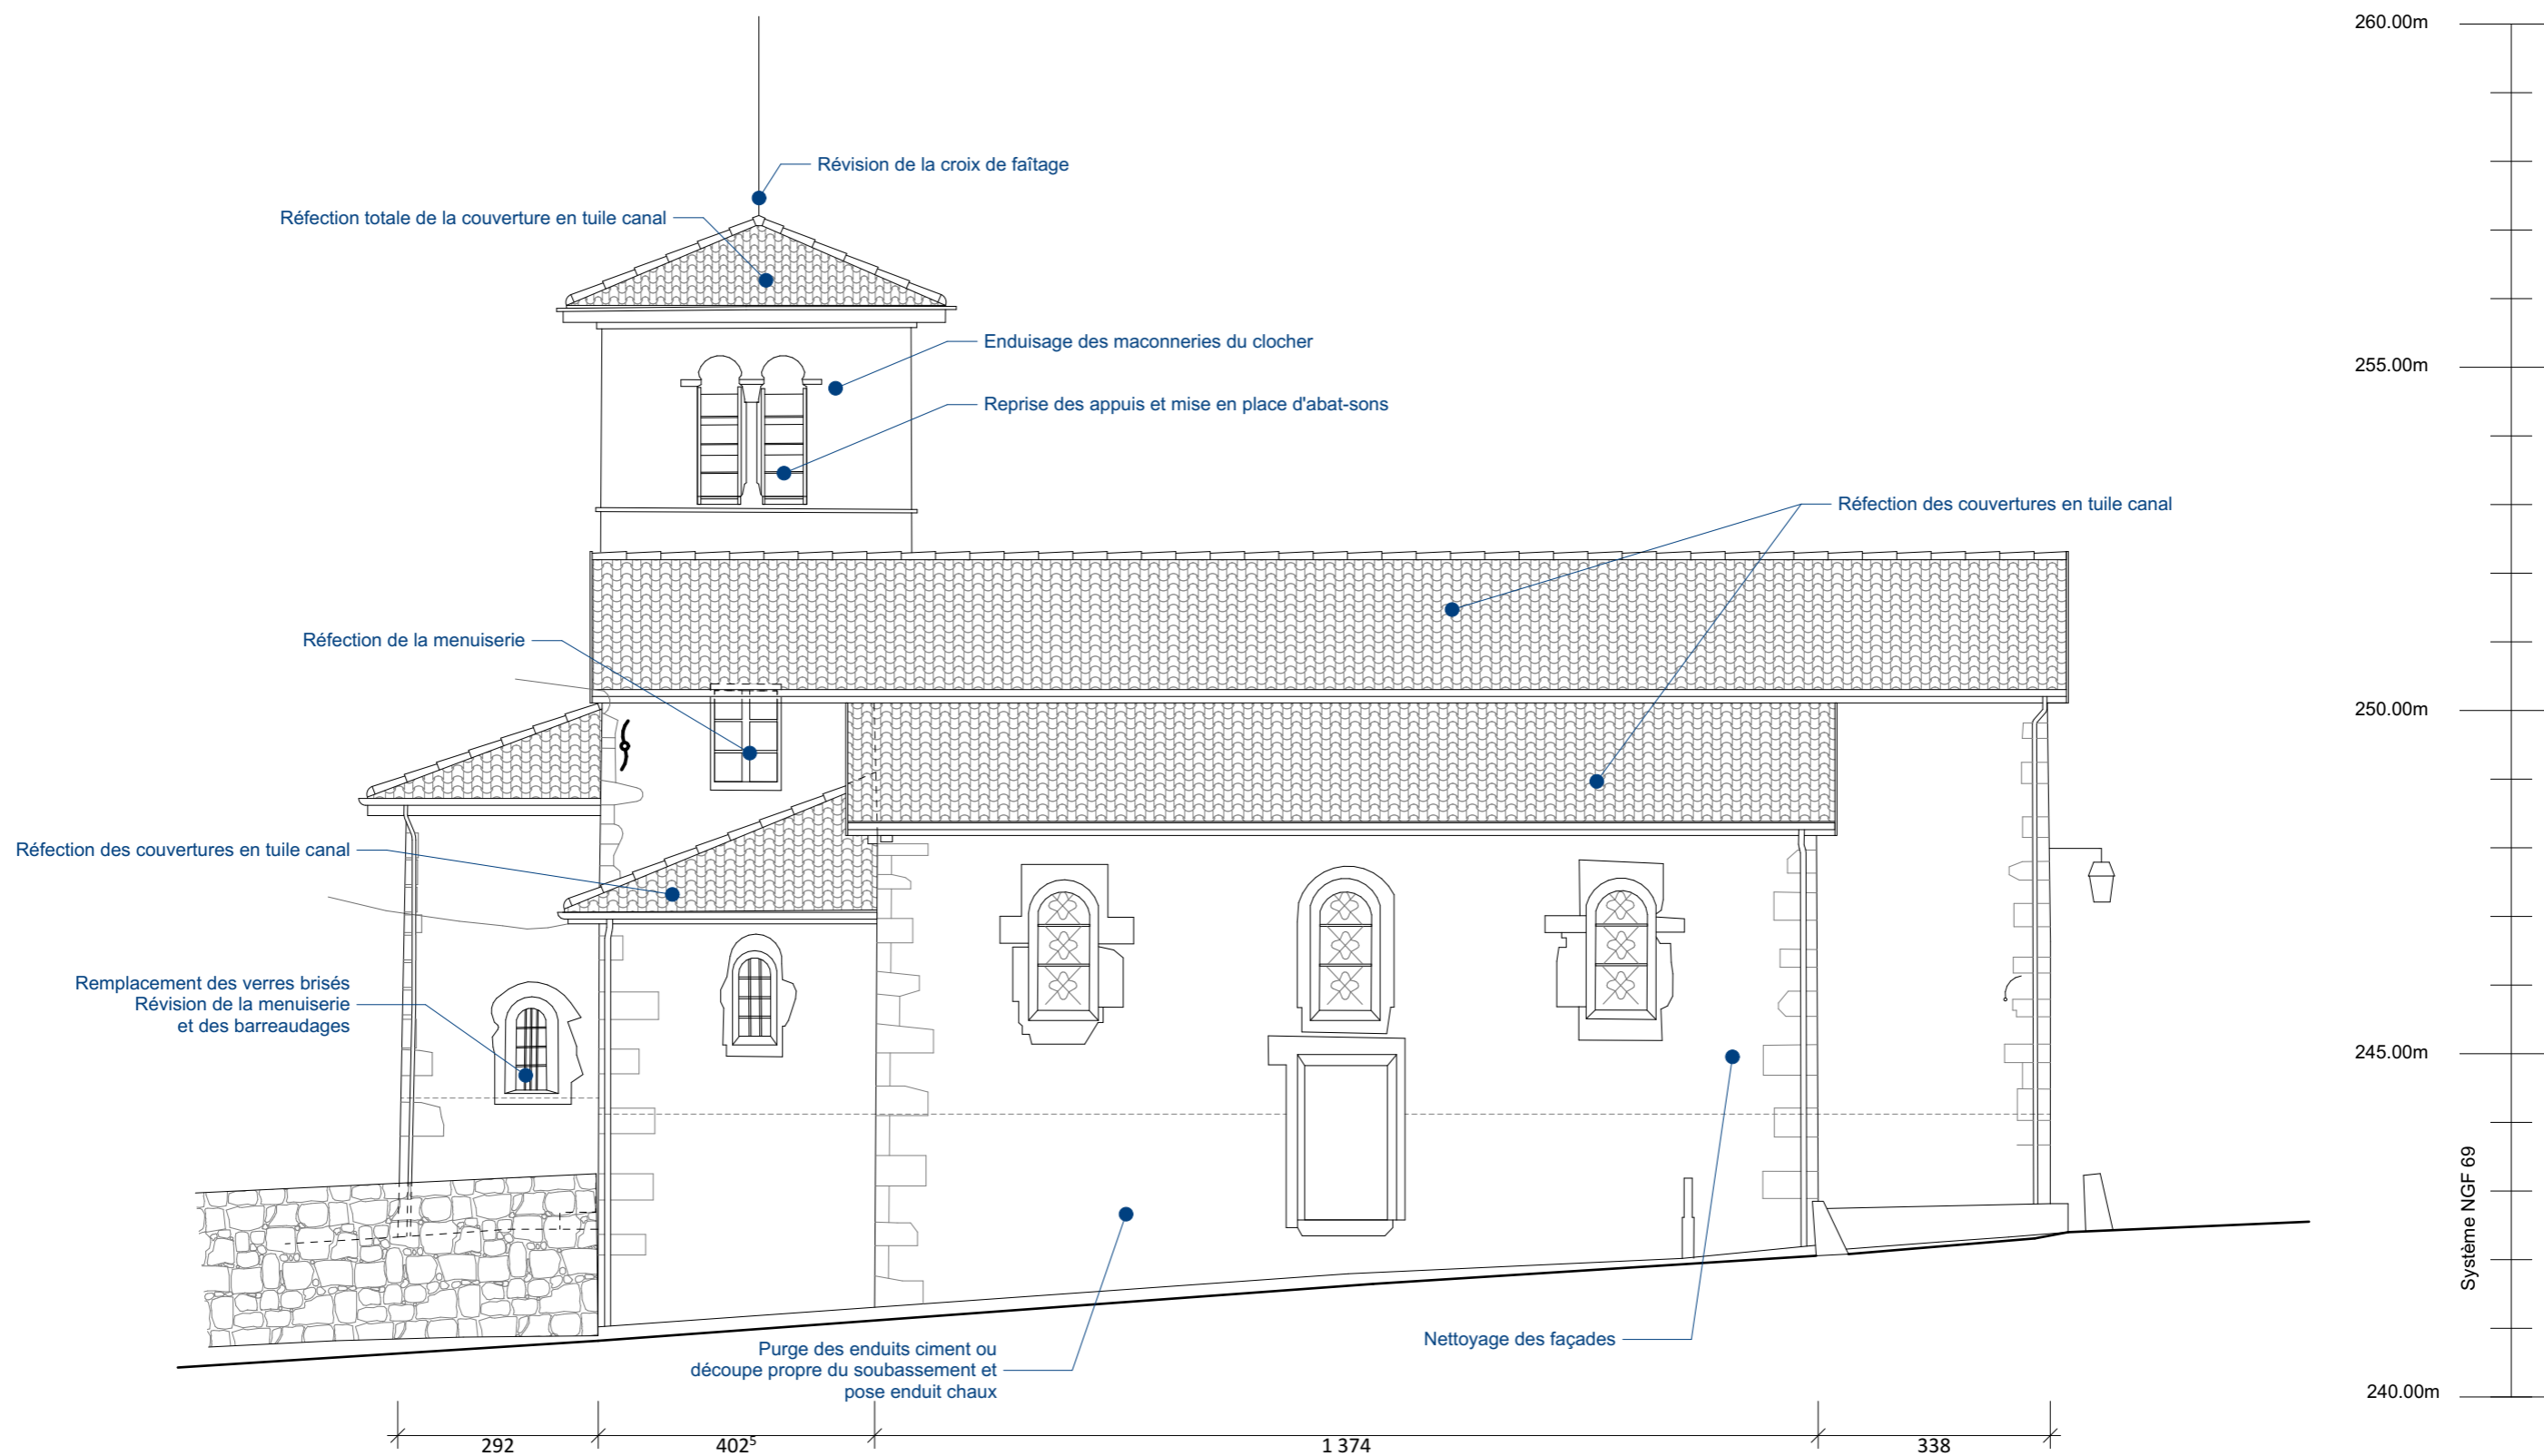 260.00m
Révision de la croix de faîtage
Réfection totale de la couverture en tuile canal
Enduisage des maconneries du clocher
255.00m
Reprise des appuis et mise en place d'abat-sons
Réfection des couvertures en tuile canal
Réfection de la menuiserie
250.00m
Réfection des couvertures en tuile canal
Remplacement des verres brisés
Révision de la menuiserie
et des barreaudages
245.00m
Système NGF 69
Nettoyage des façades
Purge des enduits ciment ou
découpe propre du soubassement et
pose enduit chaux
240.00m
292
402⁵
1 374
338